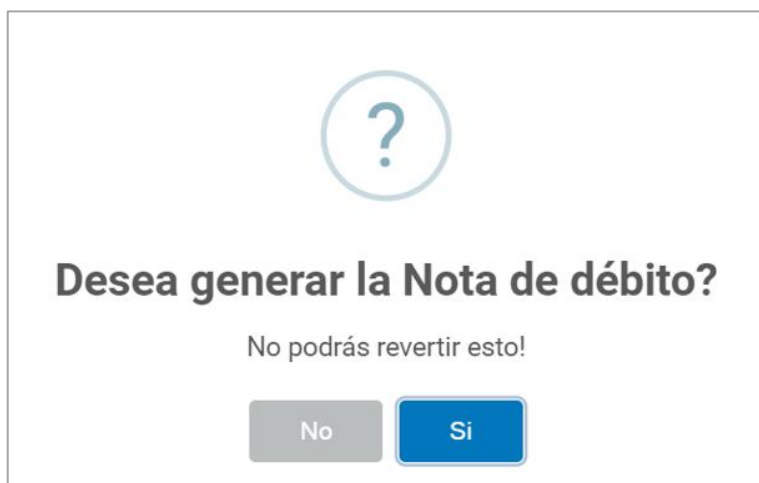 ?
Desea generar la Nota de débito?
No podrás revertir esto!
No Si